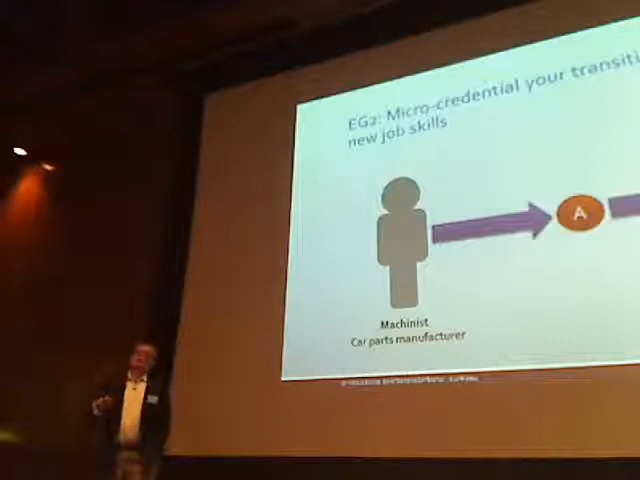 EG2: Micro-credential your transiti
new job skills
A
Machinist
Car parts manufacturer